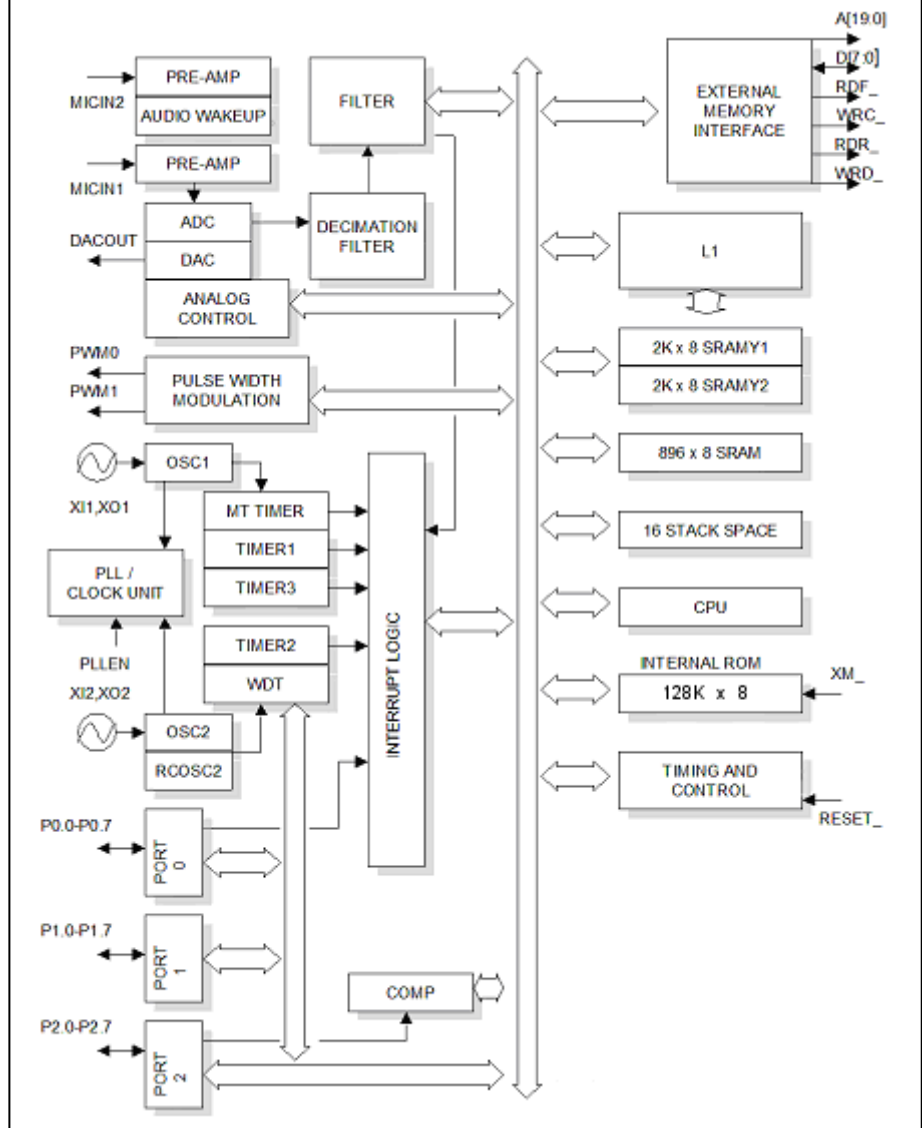 A[19:0]
D[7:0]
RDF_
WRC_
RDR_
WRD_
EXTERNAL
MEMORY
INTERFACE
PRE-AMP
AUDIO WAKEUP
MICIN2
FILTER
PRE-AMP
MICIN1
ADC
DAC
DACOUT
DECIMATION
FILTER
ANALOG
CONTROL
L1
PWM0
PWM1
PULSE WIDTH
MODULATION
2K x 8 SRAMY1
2K x 8 SRAMY2
OSC1
XI1,XO1
896 x 8 SRAM
MT TIMER
TIMER1
TIMER3
16 STACK SPACE
PLL /
CLOCK UNIT
PLLEN
CPU
TIMER2
WDT
INTERRUPT LOGIC
INTERNAL ROM
128K x 8
XM_
XI2,XO2
OSC2
RCOSC2
TIMING AND
CONTROL
RESET_
P0.0-P0.7
PORT
0
P1.0-P1.7
PORT
1
COMP
P2.0-P2.7
PORT
2